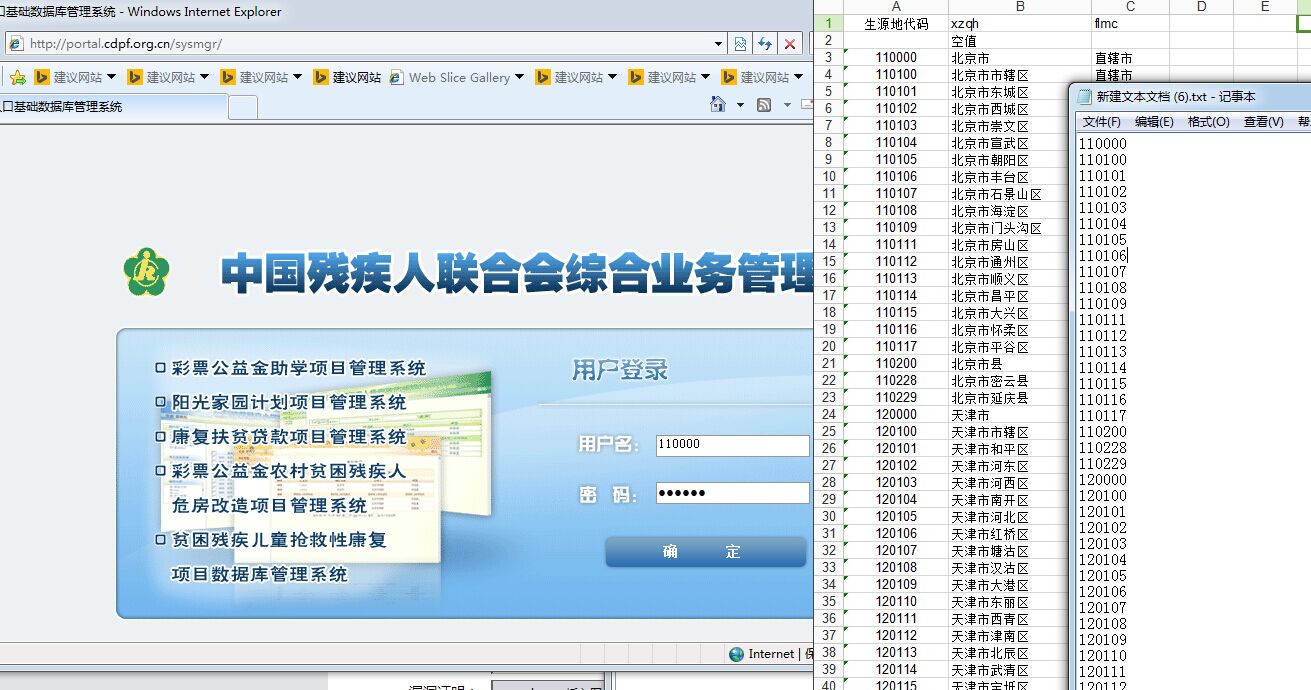 口基础数据库管理系统 - Windows Internet Explorer
http://portal.cdpf.org.cn/sysmgr/
建议网站 建议网站 建议网站 建议网站 Web Slice Gallery 建议网站 建议网站 建议网站
口基础数据库管理系统
中国残疾人联合会综合业务管理
彩票公益金助学项目管理系统
阳光家园计划项目管理系统
康复扶贫贷款项目管理系统
彩票公益金农村贫困残疾人
危房改造项目管理系统
贫困残疾儿童抢救性康复
项目数据库管理系统
用户登录
用户名: 110000
密 码: ●●●●●●
确 定
Internet | 保
A B C D E
1 生源地代码 xzqh flmc
2 空值
3 110000 北京市 直辖市
4 110100 北京市市辖区 直辖市
5 110101 北京市东城区
6 110102 北京市西城区
7 110103 北京市崇文区
8 110104 北京市宣武区
9 110105 北京市朝阳区
10 110106 北京市丰台区
11 110107 北京市石景山区
12 110108 北京市海淀区
13 110109 北京市门头沟区
14 110111 北京市房山区
15 110112 北京市通州区
16 110113 北京市顺义区
17 110114 北京市昌平区
18 110115 北京市大兴区
19 110116 北京市怀柔区
20 110117 北京市平谷区
21 110200 北京市县
22 110228 北京市密云县
23 110229 北京市延庆县
24 120000 天津市
25 120100 天津市市辖区
26 120101 天津市和平区
27 120102 天津市河东区
28 120103 天津市河西区
29 120104 天津市南开区
30 120105 天津市河北区
31 120106 天津市红桥区
32 120107 天津市塘沽区
33 120108 天津市汉沽区
34 120109 天津市大港区
35 120110 天津市东丽区
36 120111 天津市西青区
37 120112 天津市津南区
38 120113 天津市北辰区
39 120114 天津市武清区
40 120115 天津市宝坻区
新建文本文档 (6).txt - 记事本
文件(F) 编辑(E) 格式(O) 查看(V) 帮
110000
110100
110101
110102
110103
110104
110105
110106
110107
110108
110109
110111
110112
110113
110114
110115
110116
110117
110200
110228
110229
120000
120100
120101
120102
120103
120104
120105
120106
120107
120108
120109
120110
120111
120112